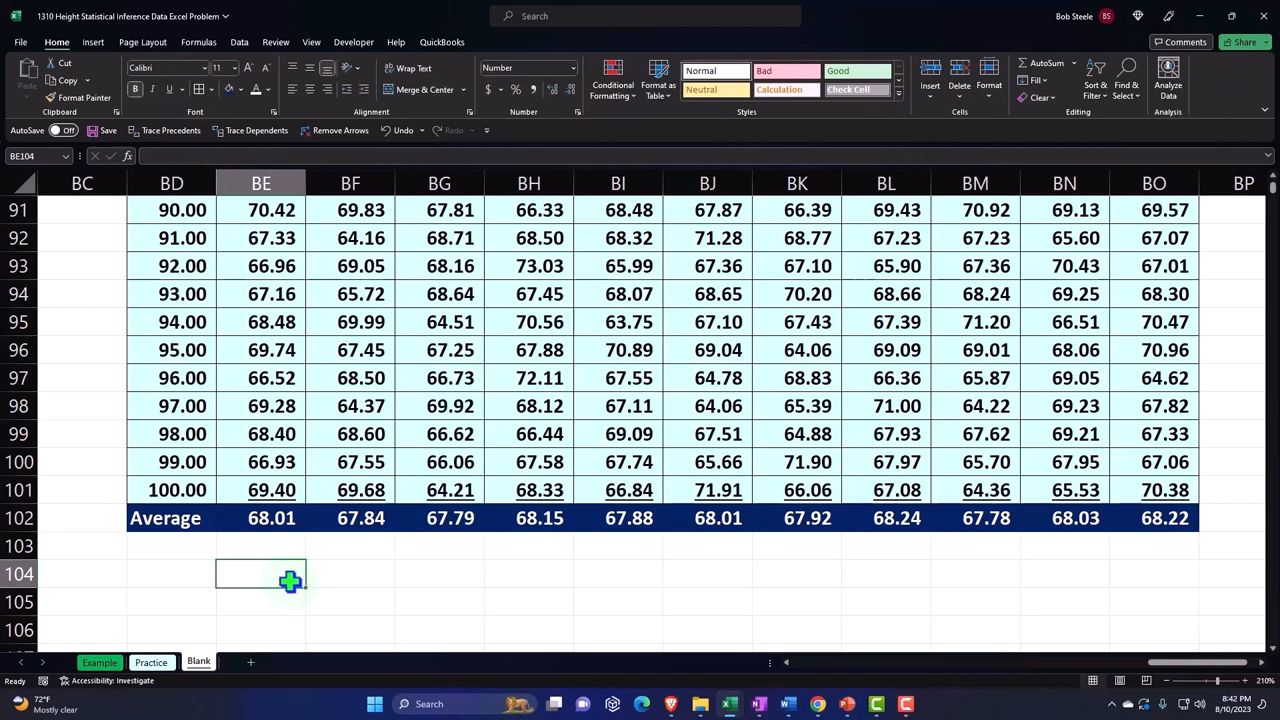 1310 Height Statistical Inference Data Excel Problem
Search
Bob Steele BS
File Home Insert Page Layout Formulas Data Review View Developer Help QuickBooks Comments Share
Cut
Copy
Format Painter
Paste
Clipboard
Calibri 11
B I U
Font
Wrap Text
Merge & Center
Alignment
Number
$ % 9
Number
Conditional Formatting
Format as Table
Normal Bad Good
Neutral Calculation Check Cell
Styles
Insert Delete Format
Cells
AutoSum
Fill
Clear
Sort & Filter
Find & Select
Editing
Analyze Data
Analysis
AutoSave Off Save Trace Precedents Trace Dependents Remove Arrows Undo Redo
BE104 fx
BC BD BE BF BG BH BI BJ BK BL BM BN BO BP
91 90.00 70.42 69.83 67.81 66.33 68.48 67.87 66.39 69.43 70.92 69.13 69.57
92 91.00 67.33 64.16 68.71 68.50 68.32 71.28 68.77 67.23 67.23 65.60 67.07
93 92.00 66.96 69.05 68.16 73.03 65.99 67.36 67.10 65.90 67.36 70.43 67.01
94 93.00 67.16 65.72 68.64 67.45 68.07 68.65 70.20 68.66 68.24 69.25 68.30
95 94.00 68.48 69.99 64.51 70.56 63.75 67.10 67.43 67.39 71.20 66.51 70.47
96 95.00 69.74 67.45 67.25 67.88 70.89 69.04 64.06 69.09 69.01 68.06 70.96
97 96.00 66.52 68.50 66.73 72.11 67.55 64.78 68.83 66.36 65.87 69.05 64.62
98 97.00 69.28 64.37 69.92 68.12 67.11 64.06 65.39 71.00 64.22 69.23 67.82
99 98.00 68.40 68.60 66.62 66.44 69.09 67.51 64.88 67.93 67.62 69.21 67.33
100 99.00 66.93 67.55 66.06 67.58 67.74 65.66 71.90 67.97 65.70 67.95 67.06
101 100.00 69.40 69.68 64.21 68.33 66.84 71.91 66.06 67.08 64.36 65.53 70.38
102 Average 68.01 67.84 67.79 68.15 67.88 68.01 67.92 68.24 67.78 68.03 68.22
103
104
105
106
Example Practice Blank
Ready Accessibility: Investigate 210%
72°F
Mostly clear
Search
8:42 PM
8/10/2023